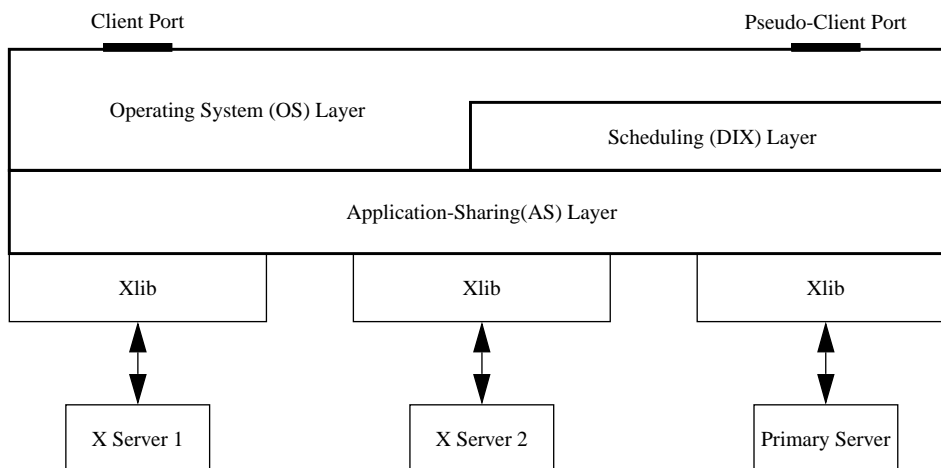 Client Port
Pseudo-Client Port
Operating System (OS) Layer
Scheduling (DIX) Layer
Application-Sharing(AS) Layer
Xlib
Xlib
Xlib
X Server 1
X Server 2
Primary Server